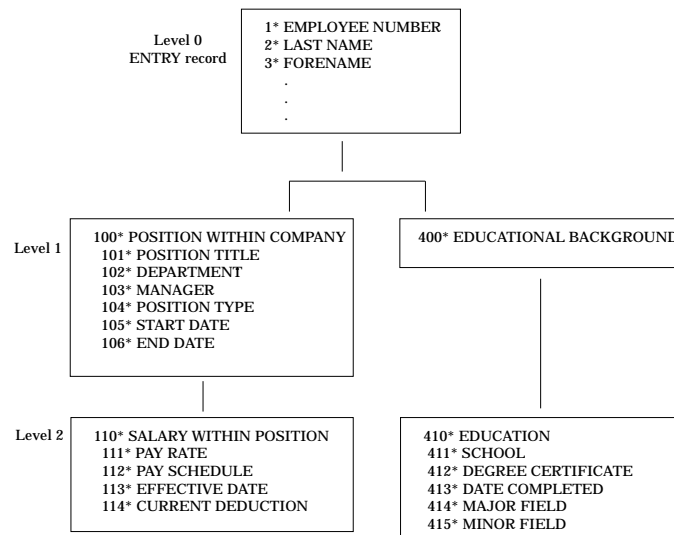 Level 0
ENTRY record
1* EMPLOYEE NUMBER
2* LAST NAME
3* FORENAME
.
.
.
Level 1
100* POSITION WITHIN COMPANY
101* POSITION TITLE
102* DEPARTMENT
103* MANAGER
104* POSITION TYPE
105* START DATE
106* END DATE
400* EDUCATIONAL BACKGROUND
Level 2
110* SALARY WITHIN POSITION
111* PAY RATE
112* PAY SCHEDULE
113* EFFECTIVE DATE
114* CURRENT DEDUCTION
410* EDUCATION
411* SCHOOL
412* DEGREE CERTIFICATE
413* DATE COMPLETED
414* MAJOR FIELD
415* MINOR FIELD